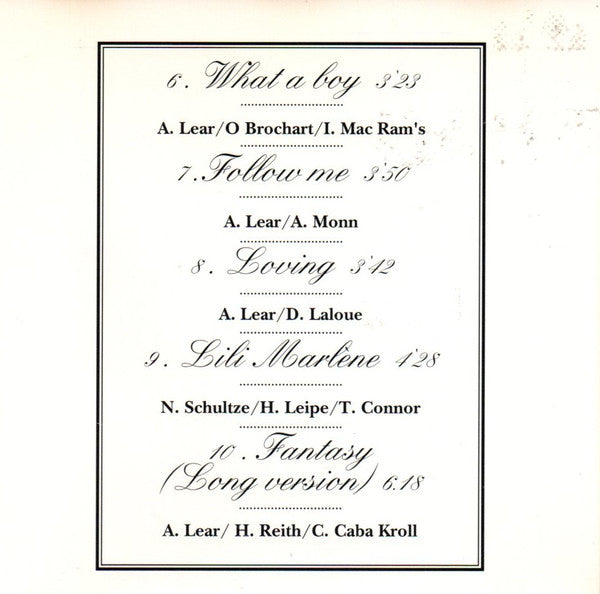 6. What a boy 3'23
A. Lear/O Brochart/I. Mac Ram's
7. Follow me 3'50
A. Lear/A. Monn
8. Loving 3'42
A. Lear/D. Laloue
9. Lili Marlène 4'28
N. Schultze/H. Leipe/T. Connor
10. Fantasy
(Long version) 6'18
A. Lear/ H. Reith/C. Caba Kroll